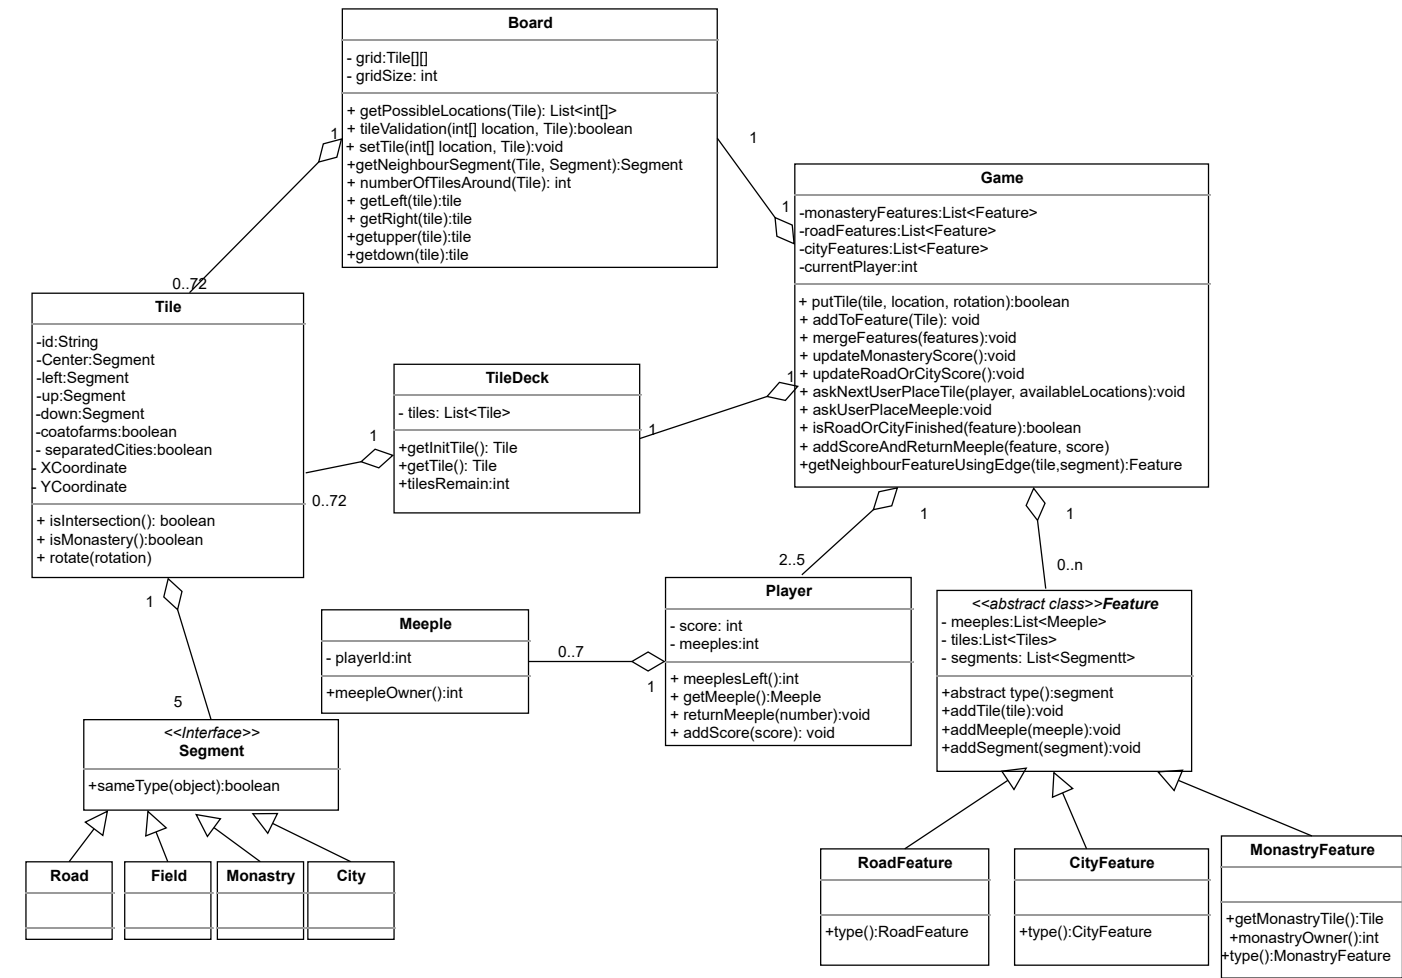 Board
- grid:Tile[][]
- gridSize: int
+ getPossibleLocations(Tile): List<int[]>
+ tileValidation(int[] location, Tile):boolean
+ setTile(int[] location, Tile):void
+getNeighbourSegment(Tile, Segment):Segment
+ numberOfTilesAround(Tile): int
+ getLeft(tile):tile
+ getRight(tile):tile
+getupper(tile):tile
+getdown(tile):tile
1
0..72
1
1
Game
-monasteryFeatures:List<Feature>
-roadFeatures:List<Feature>
-cityFeatures:List<Feature>
-currentPlayer:int
+ putTile(tile, location, rotation):boolean
+ addToFeature(Tile): void
+ mergeFeatures(features):void
+ updateMonasteryScore():void
+ updateRoadOrCityScore():void
+ askNextUserPlaceTile(player, availableLocations):void
+ askUserPlaceMeeple:void
+ isRoadOrCityFinished(feature):boolean
+ addScoreAndReturnMeeple(feature, score)
+getNeighbourFeatureUsingEdge(tile,segment):Feature
Tile
-id:String
-Center:Segment
-left:Segment
-up:Segment
-down:Segment
-coatofarms:boolean
- separatedCities:boolean
- XCoordinate
- YCoordinate
+ isIntersection(): boolean
+ isMonastery():boolean
+ rotate(rotation)
TileDeck
- tiles: List<Tile>
+getInitTile(): Tile
+getTile(): Tile
+tilesRemain:int
1
0..72
1
1
1
2..5
1
0..n
1
5
Meeple
- playerId:int
+meepleOwner():int
0..7
1
Player
- score: int
- meeples:int
+ meeplesLeft():int
+ getMeeple():Meeple
+ returnMeeple(number):void
+ addScore(score): void
<<abstract class>>Feature
- meeples:List<Meeple>
- tiles:List<Tiles>
- segments: List<Segmentt>
+abstract type():segment
+addTile(tile):void
+addMeeple(meeple):void
+addSegment(segment):void
<<Interface>>
Segment
+sameType(object):boolean
Road
Field
Monastry
City
RoadFeature
+type():RoadFeature
CityFeature
+type():CityFeature
MonastryFeature
+getMonastryTile():Tile
+monastryOwner():int
+type():MonastryFeature